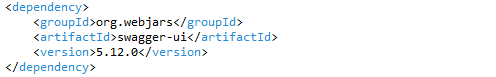 <dependency>
    <groupId>org.webjars</groupId>
    <artifactId>swagger-ui</artifactId>
    <version>5.12.0</version>
</dependency>